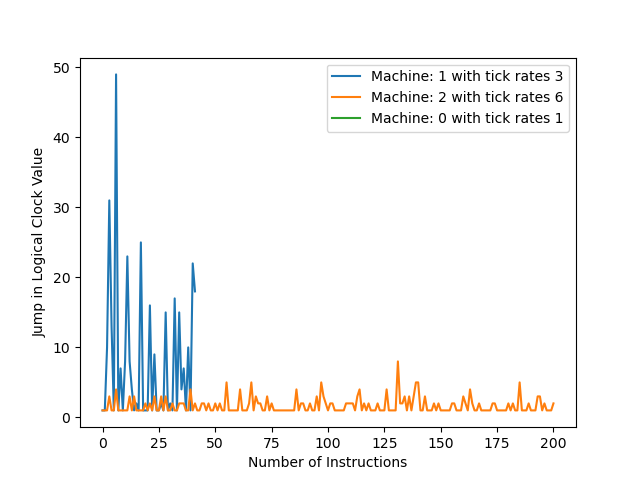 Machine: 1 with tick rates 3
Machine: 2 with tick rates 6
Machine: 0 with tick rates 1
Jump in Logical Clock Value
50
40
30
20
10
0
0 25 50 75 100 125 150 175 200
Number of Instructions